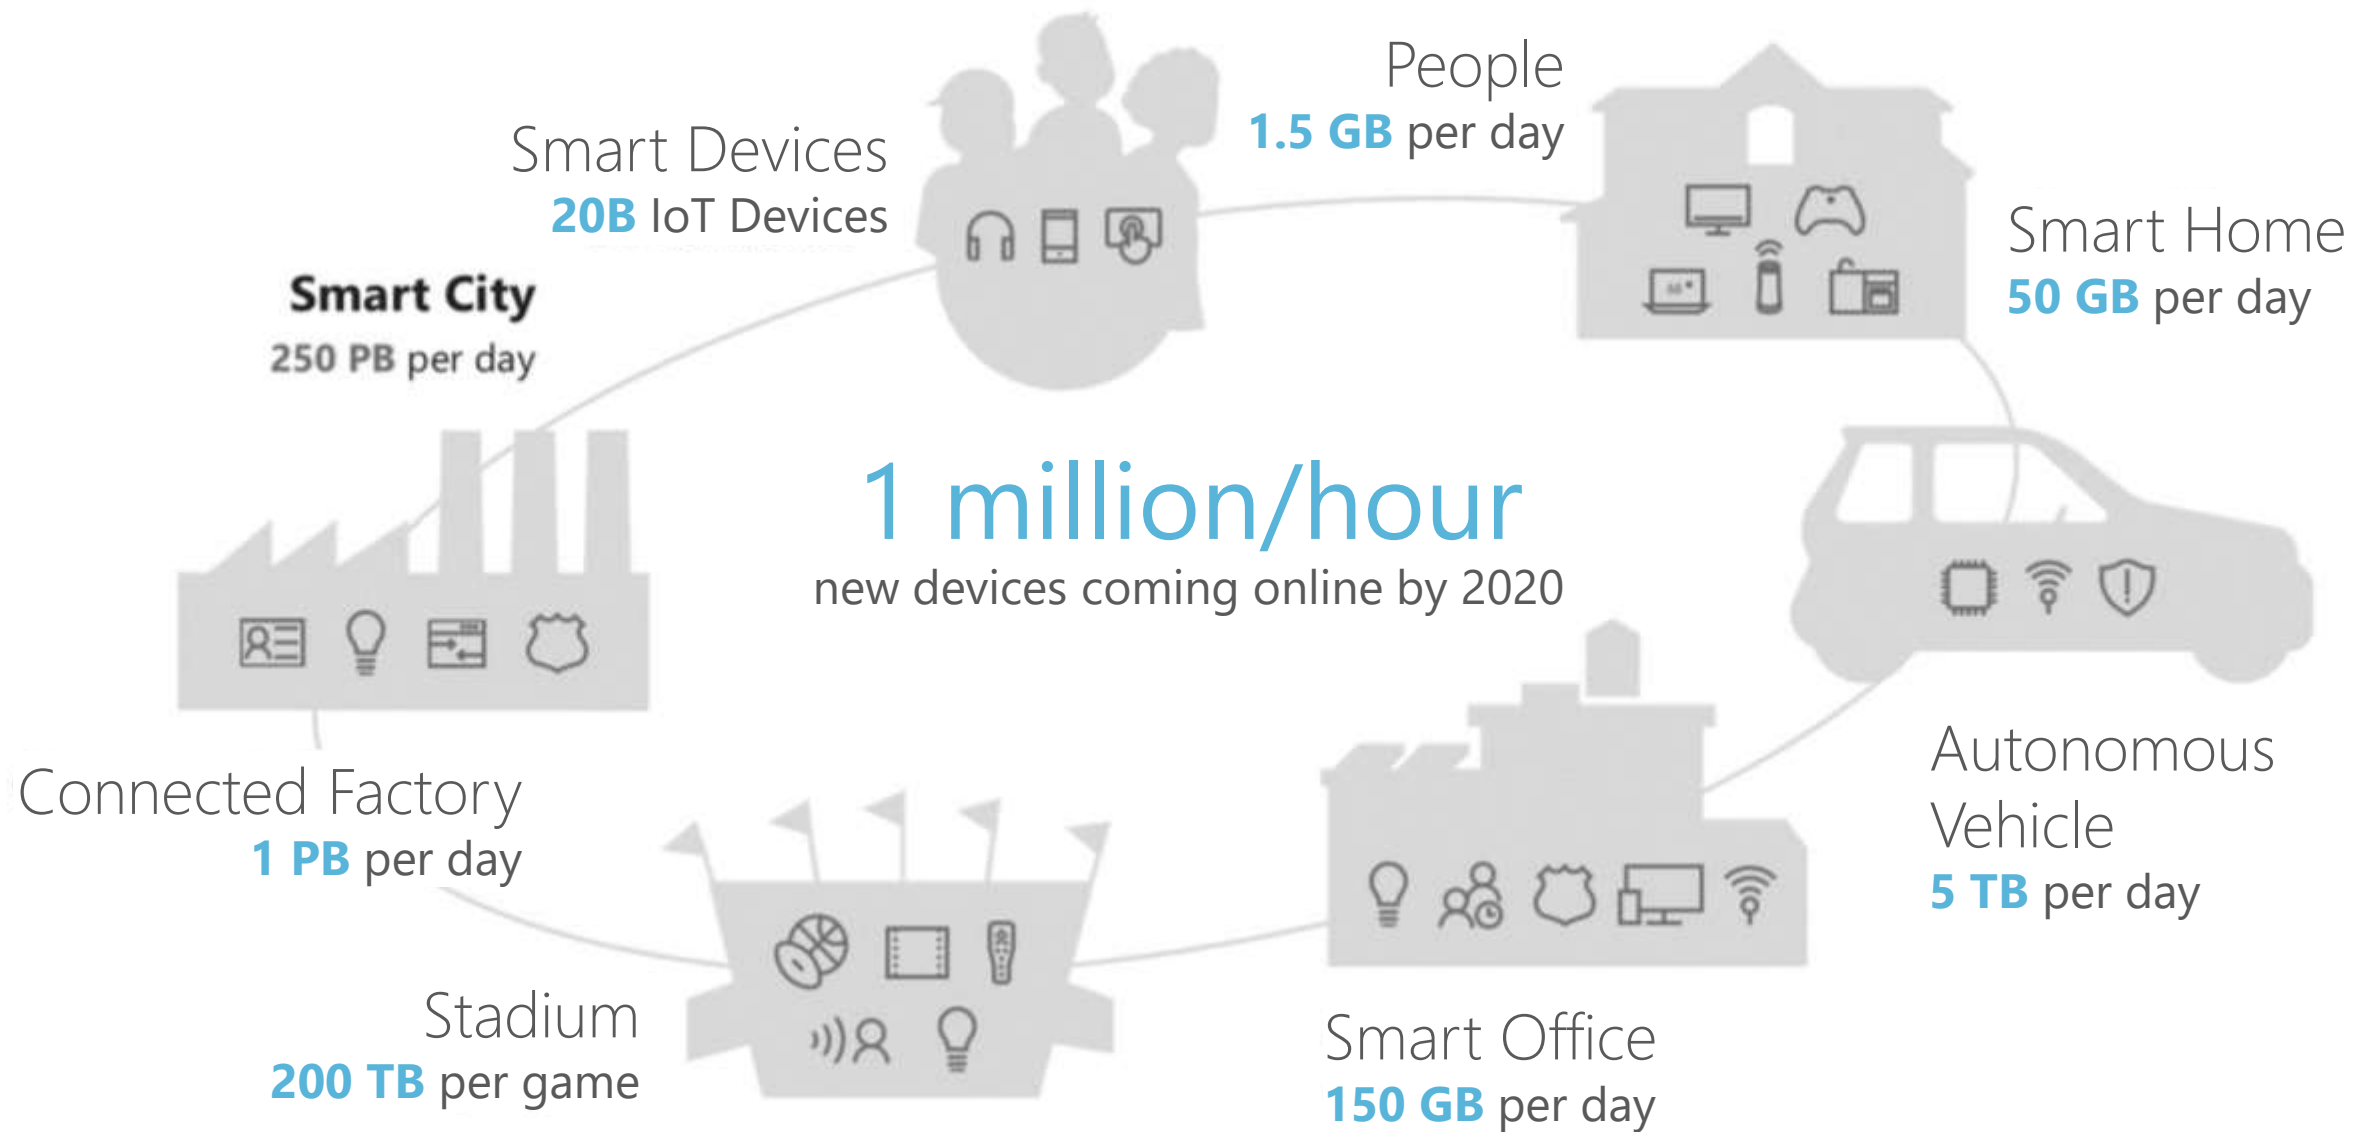 People
1.5 GB per day
Smart Devices
20B IoT Devices
Smart Home
50 GB per day
Smart City
250 PB per day
1 million/hour
new devices coming online by 2020
Autonomous
Vehicle
5 TB per day
Connected Factory
1 PB per day
Stadium
200 TB per game
Smart Office
150 GB per day